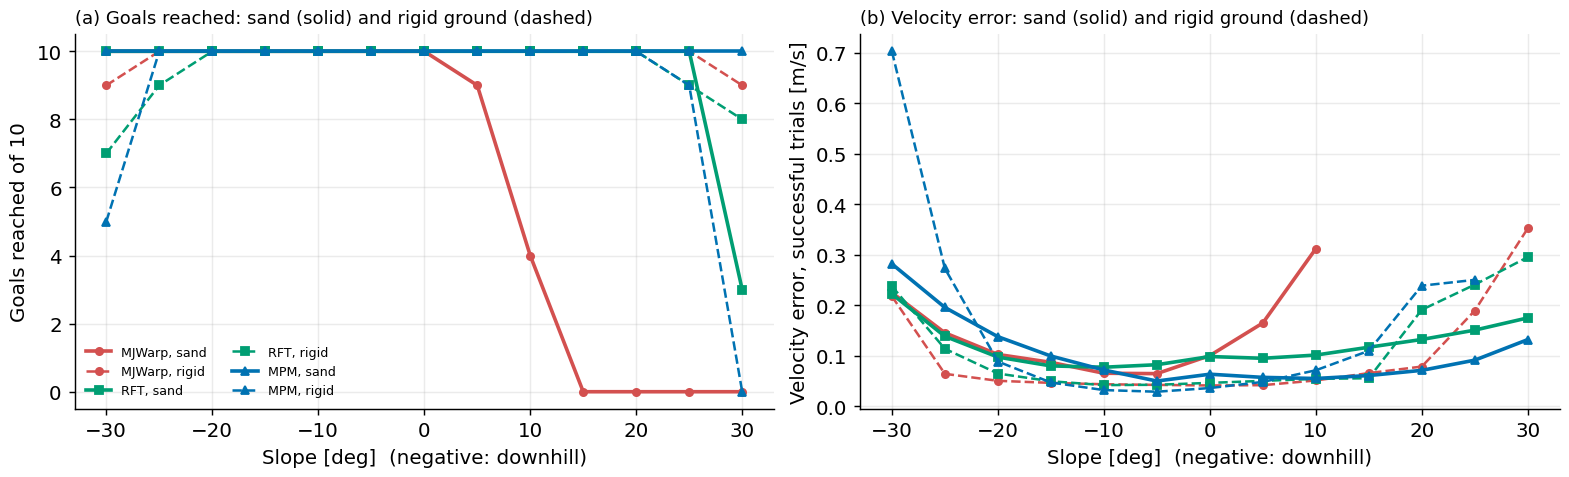 (a) Goals reached: sand (solid) and rigid ground (dashed)
Goals reached of 10
10
8
6
4
2
0
MJWarp, sand
MJWarp, rigid
RFT, sand
RFT, rigid
MPM, sand
MPM, rigid
−30 −20 −10 0 10 20 30
Slope [deg]  (negative: downhill)
(b) Velocity error: sand (solid) and rigid ground (dashed)
Velocity error, successful trials [m/s]
0.7
0.6
0.5
0.4
0.3
0.2
0.1
0.0
−30 −20 −10 0 10 20 30
Slope [deg]  (negative: downhill)